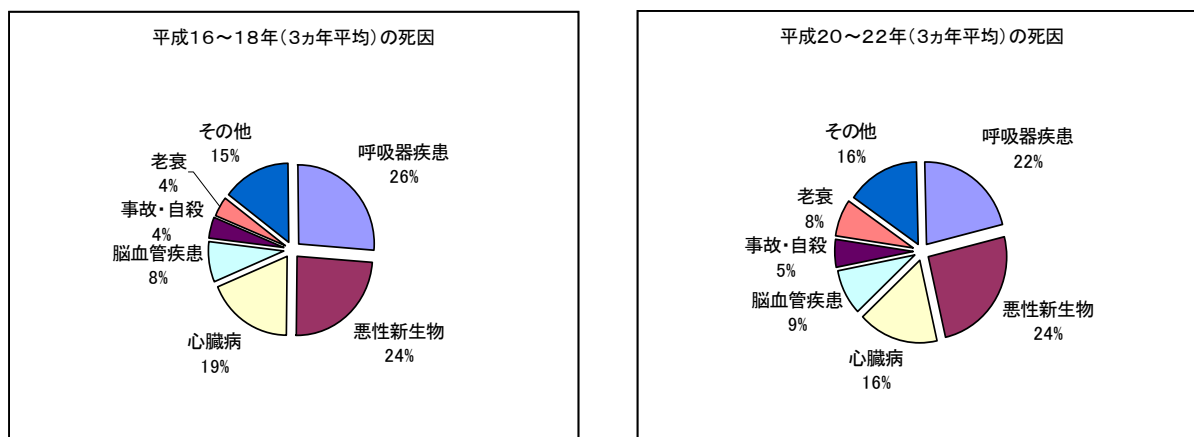 平成16～18年(3ヵ年平均)の死因
その他
15%
呼吸器疾患
26%
老衰
4%
事故・自殺
4%
脳血管疾患
8%
心臓病
19%
悪性新生物
24%
平成20～22年(3ヵ年平均)の死因
その他
16%
呼吸器疾患
22%
老衰
8%
事故・自殺
5%
脳血管疾患
9%
心臓病
16%
悪性新生物
24%